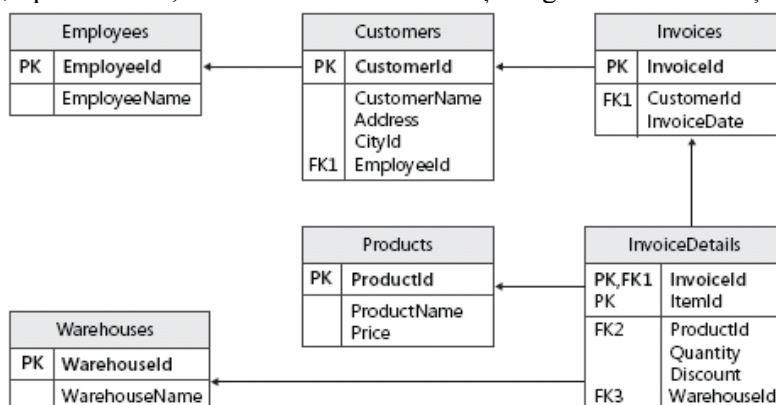 Employees
PK EmployeeId
EmployeeName
Customers
PK CustomerId
CustomerName
Address
CityId
FK1 EmployeeId
Invoices
PK InvoiceId
FK1 CustomerId
InvoiceDate
Products
PK ProductId
ProductName
Price
InvoiceDetails
PK,FK1 InvoiceId
PK ItemId
FK2 ProductId
Quantity
Discount
FK3 WarehouseId
Warehouses
PK WarehouseId
WarehouseName